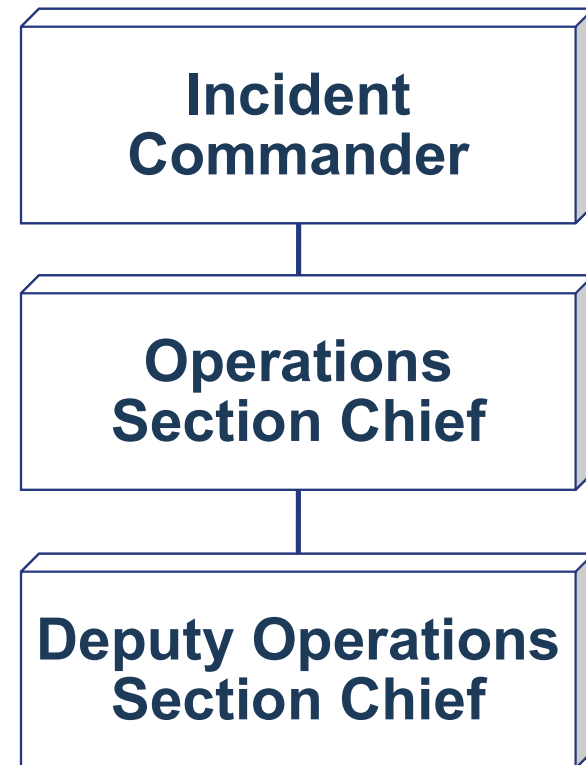 Incident
Commander
Operations
Section Chief
Deputy Operations
Section Chief